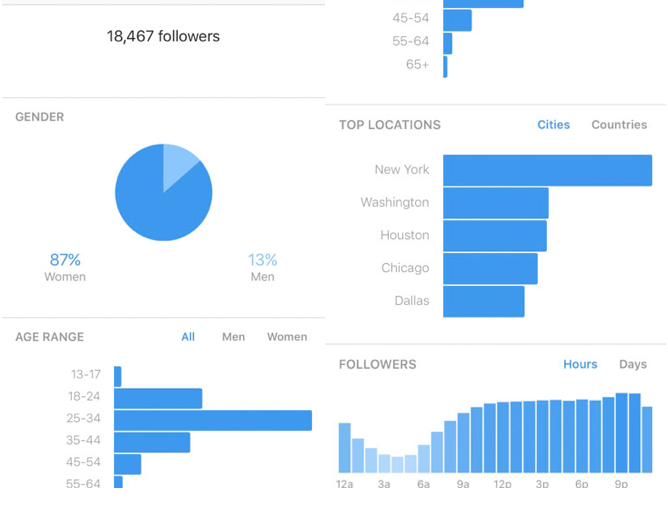 18,467 followers
GENDER
87%
Women
13%
Men
AGE RANGE
All Men Women
13-17
18-24
25-34
35-44
45-54
55-64
45-54
55-64
65+
TOP LOCATIONS
Cities Countries
New York
Washington
Houston
Chicago
Dallas
FOLLOWERS
Hours Days
12a 3a 6a 9a 12p 3p 6p 9p